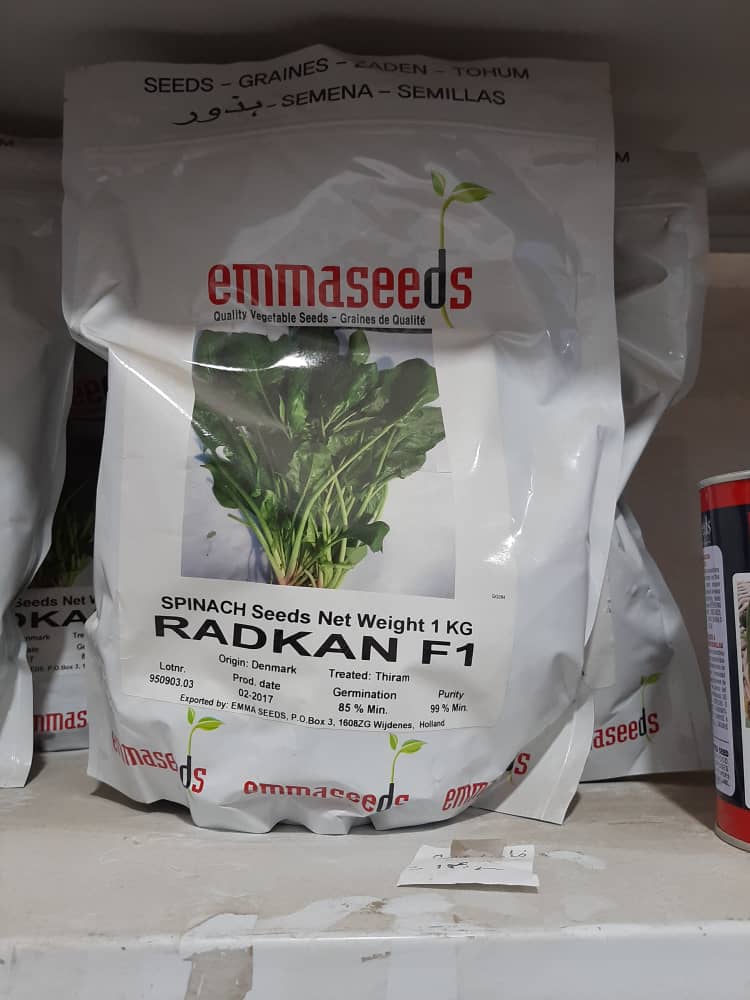 SEEDS - GRAINES - ZADEN - TOHUM
بذور - SEMENA - SEMILLAS
emmaseeds
Quality Vegetable Seeds - Graines de Qualité
SPINACH Seeds Net Weight 1 KG
RADKAN F1
Lotnr. Origin: Denmark Treated: Thiram
950903.03 Prod. date Germination Purity
02-2017 85 % Min. 99 % Min.
Exported by: EMMA SEEDS, P.O.Box 3, 1608ZG Wijdenes, Holland
emmaseeds emmaseeds